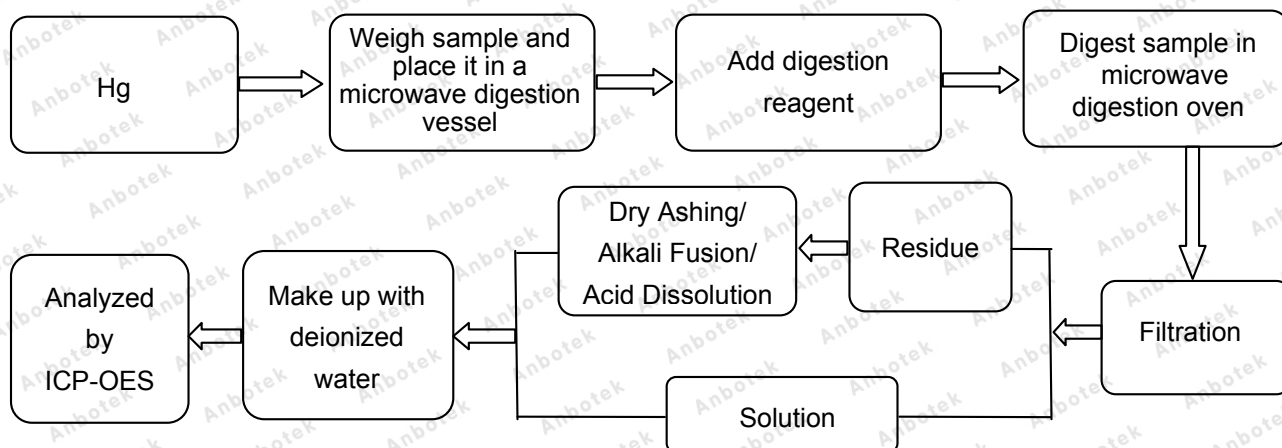 Hg
Weigh sample and
place it in a
microwave digestion
vessel
Add digestion
reagent
Digest sample in
microwave
digestion oven
Filtration
Residue
Dry Ashing/
Alkali Fusion/
Acid Dissolution
Solution
Make up with
deionized
water
Analyzed
by
ICP-OES
Anbotek